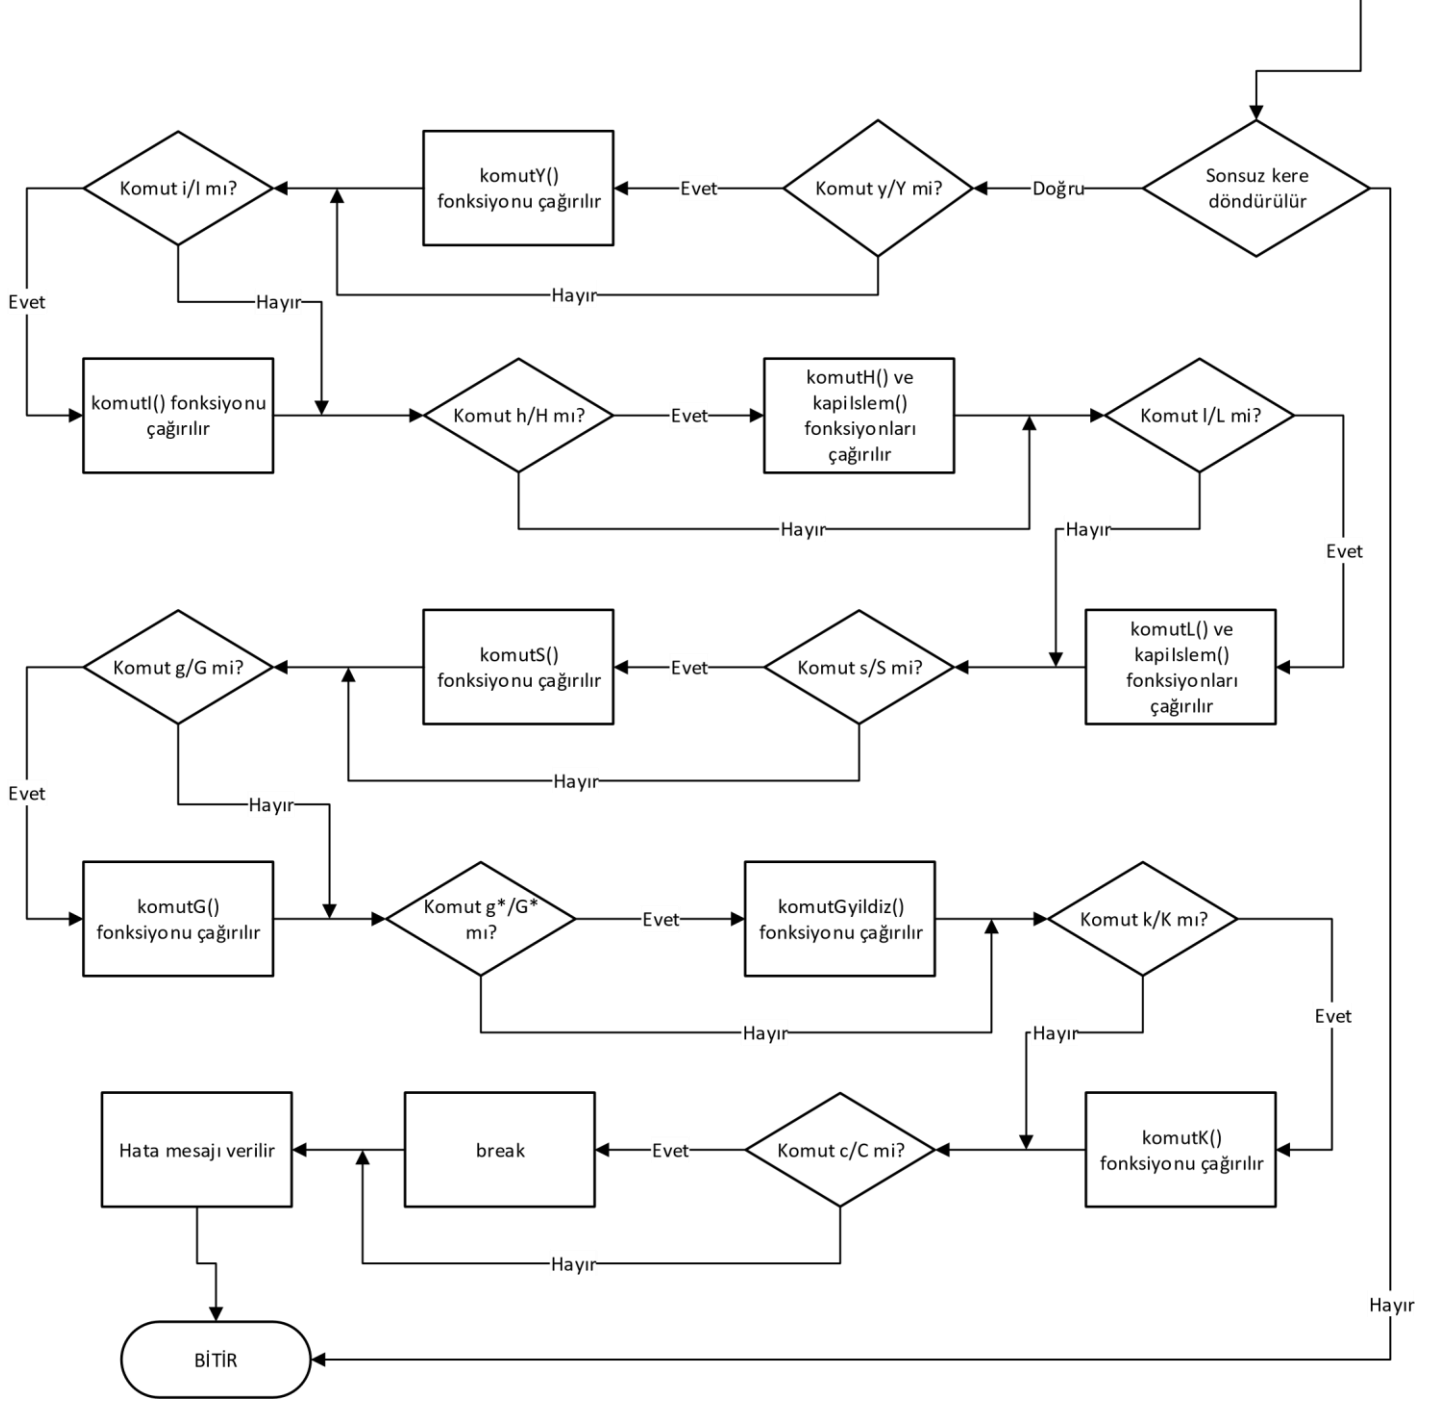 Sonsuz kere
döndürülür
Doğru
Komut y/Y mi?
Evet
Hayır
komutY()
fonksiyonu çağırılır
Komut i/I mı?
Evet
Hayır
komutI() fonksiyonu
çağırılır
Komut h/H mı?
Evet
Hayır
komutH() ve
kapiIslem()
fonksiyonları
çağırılır
Komut l/L mi?
Hayır
Evet
komutL() ve
kapiIslem()
fonksiyonları
çağırılır
Komut s/S mi?
Evet
Hayır
komutS()
fonksiyonu çağırılır
Komut g/G mi?
Evet
Hayır
komutG()
fonksiyonu çağırılır
Komut g*/G*
mı?
Evet
Hayır
komutGyildiz()
fonksiyonu çağırılır
Komut k/K mı?
Hayır
Evet
komutK()
fonksiyonu çağırılır
Komut c/C mi?
Evet
Hayır
break
Hata mesajı verilir
Hayır
BİTİR